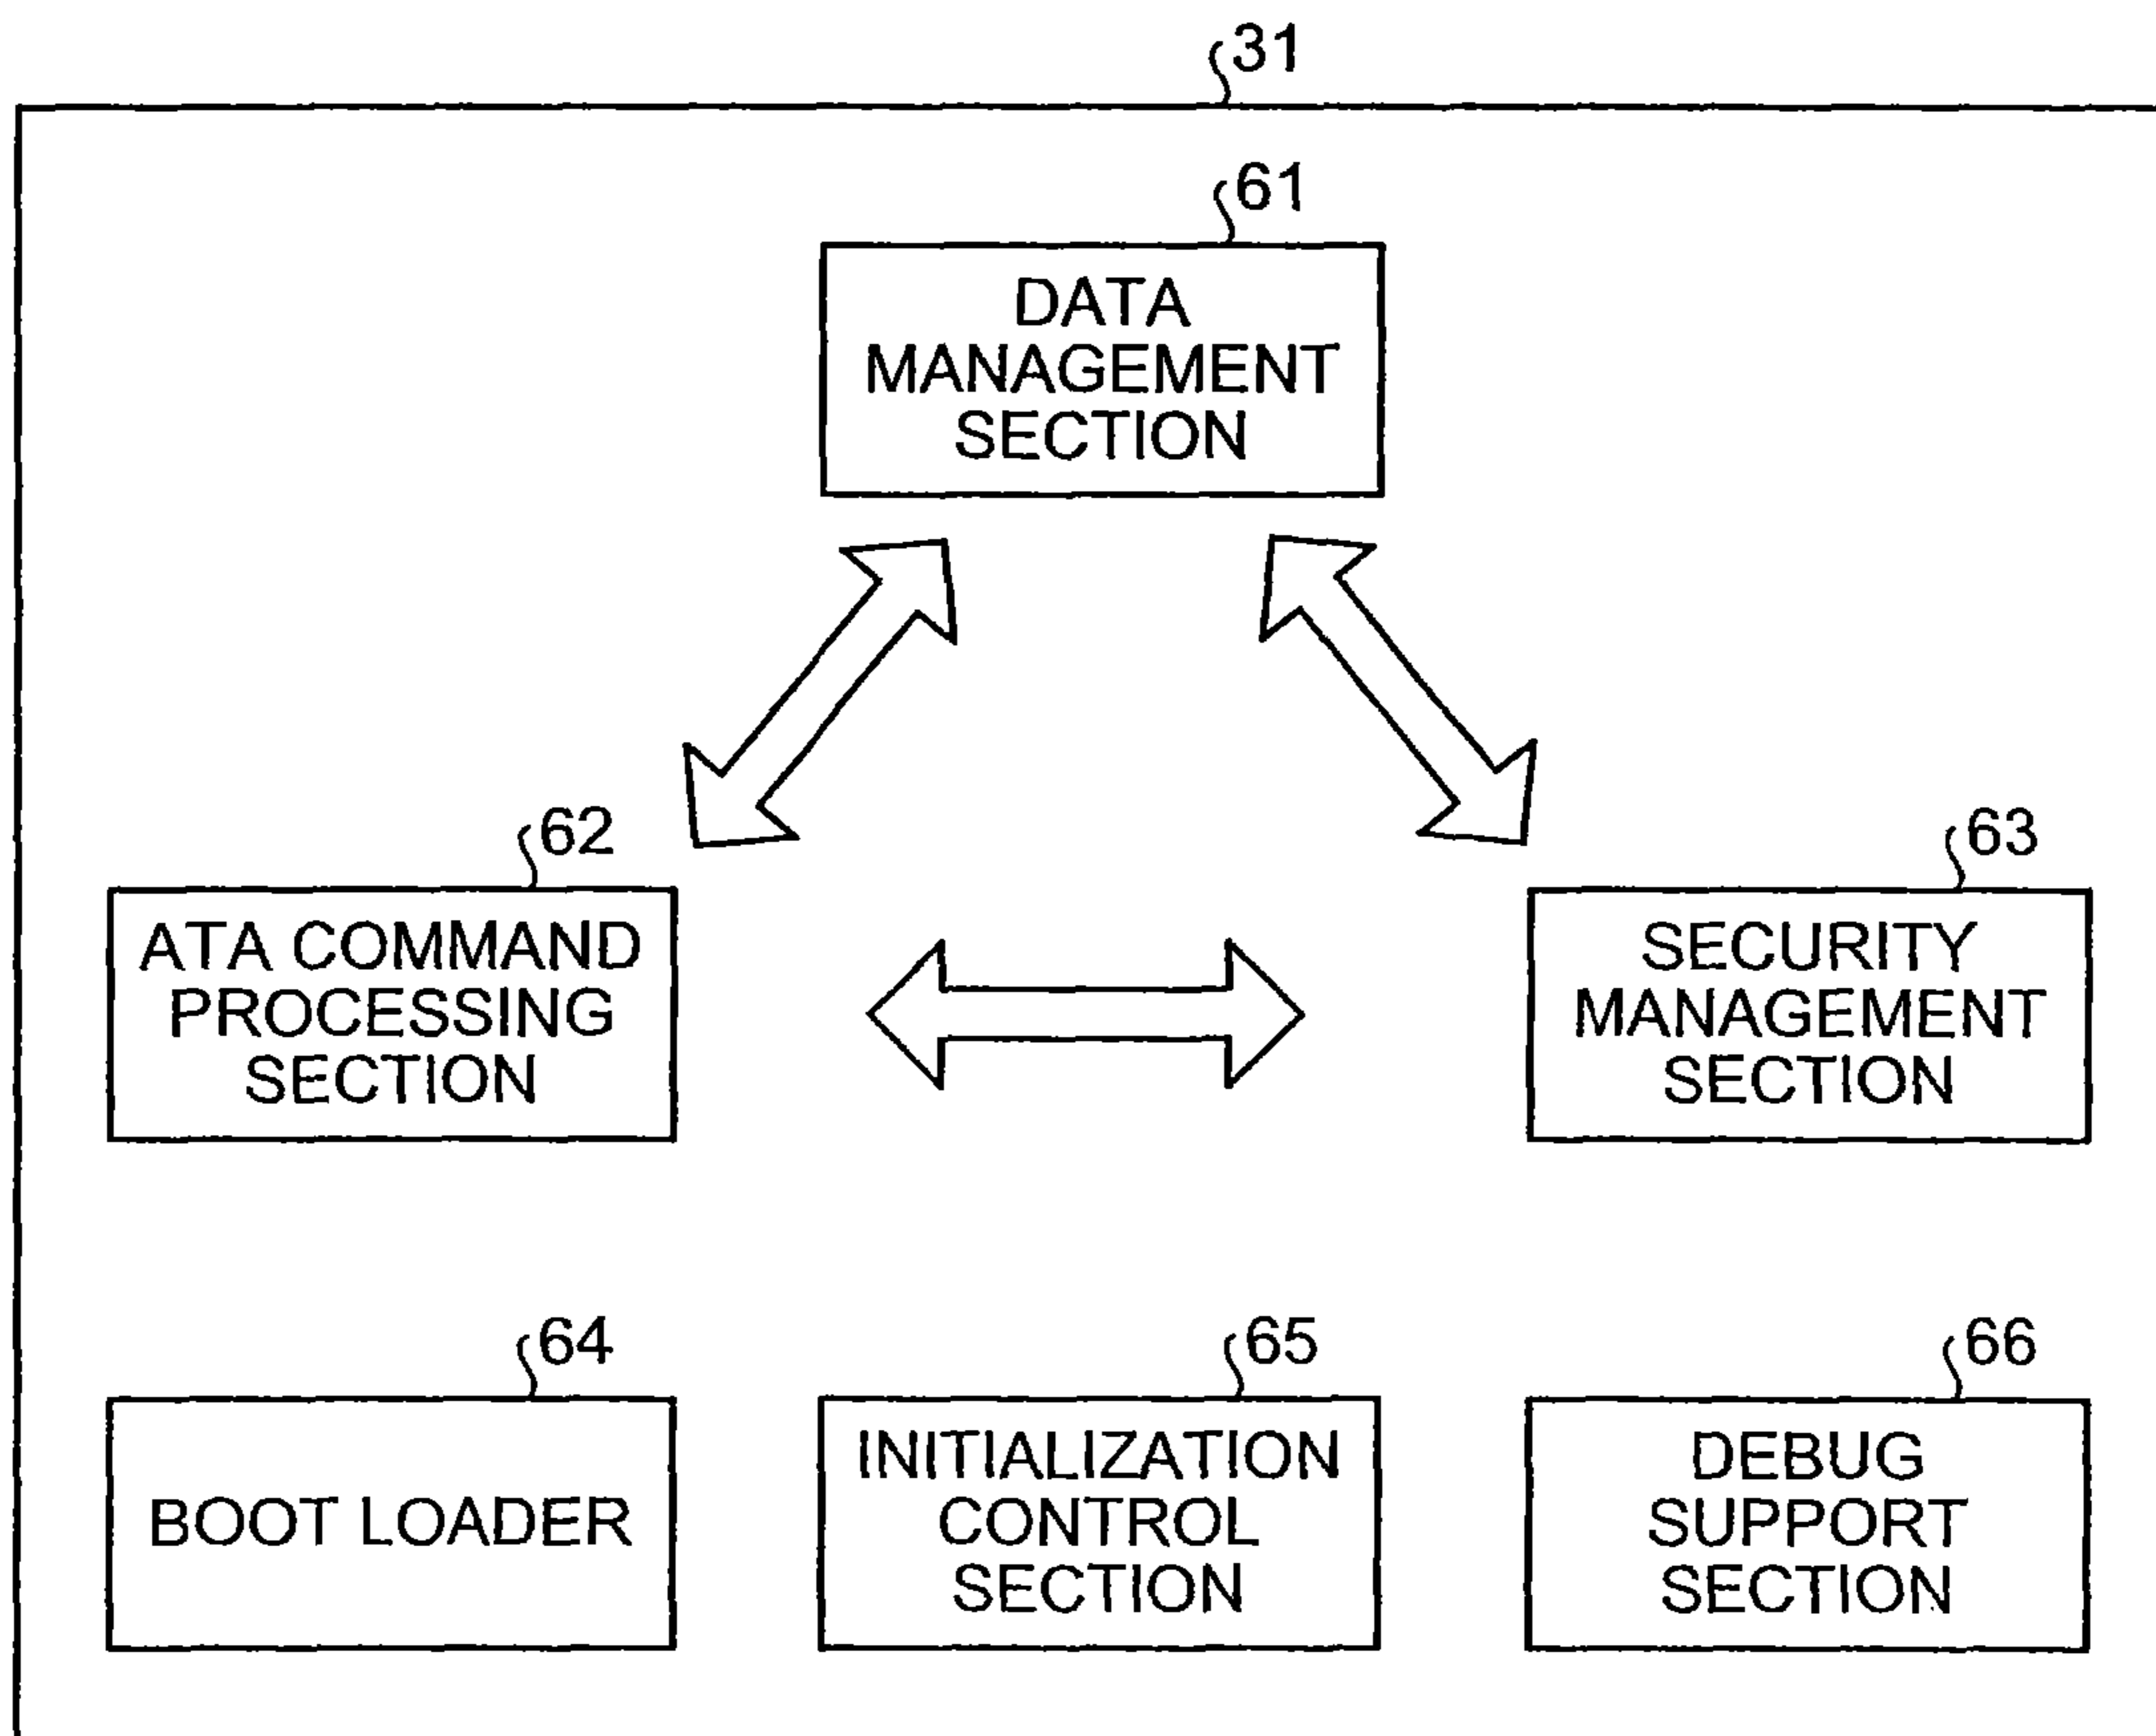 31
61
DATA
MANAGEMENT
SECTION
62
63
ATA COMMAND
PROCESSING
SECTION
SECURITY
MANAGEMENT
SECTION
64
65
66
BOOT LOADER
INITIALIZATION
CONTROL
SECTION
DEBUG
SUPPORT
SECTION